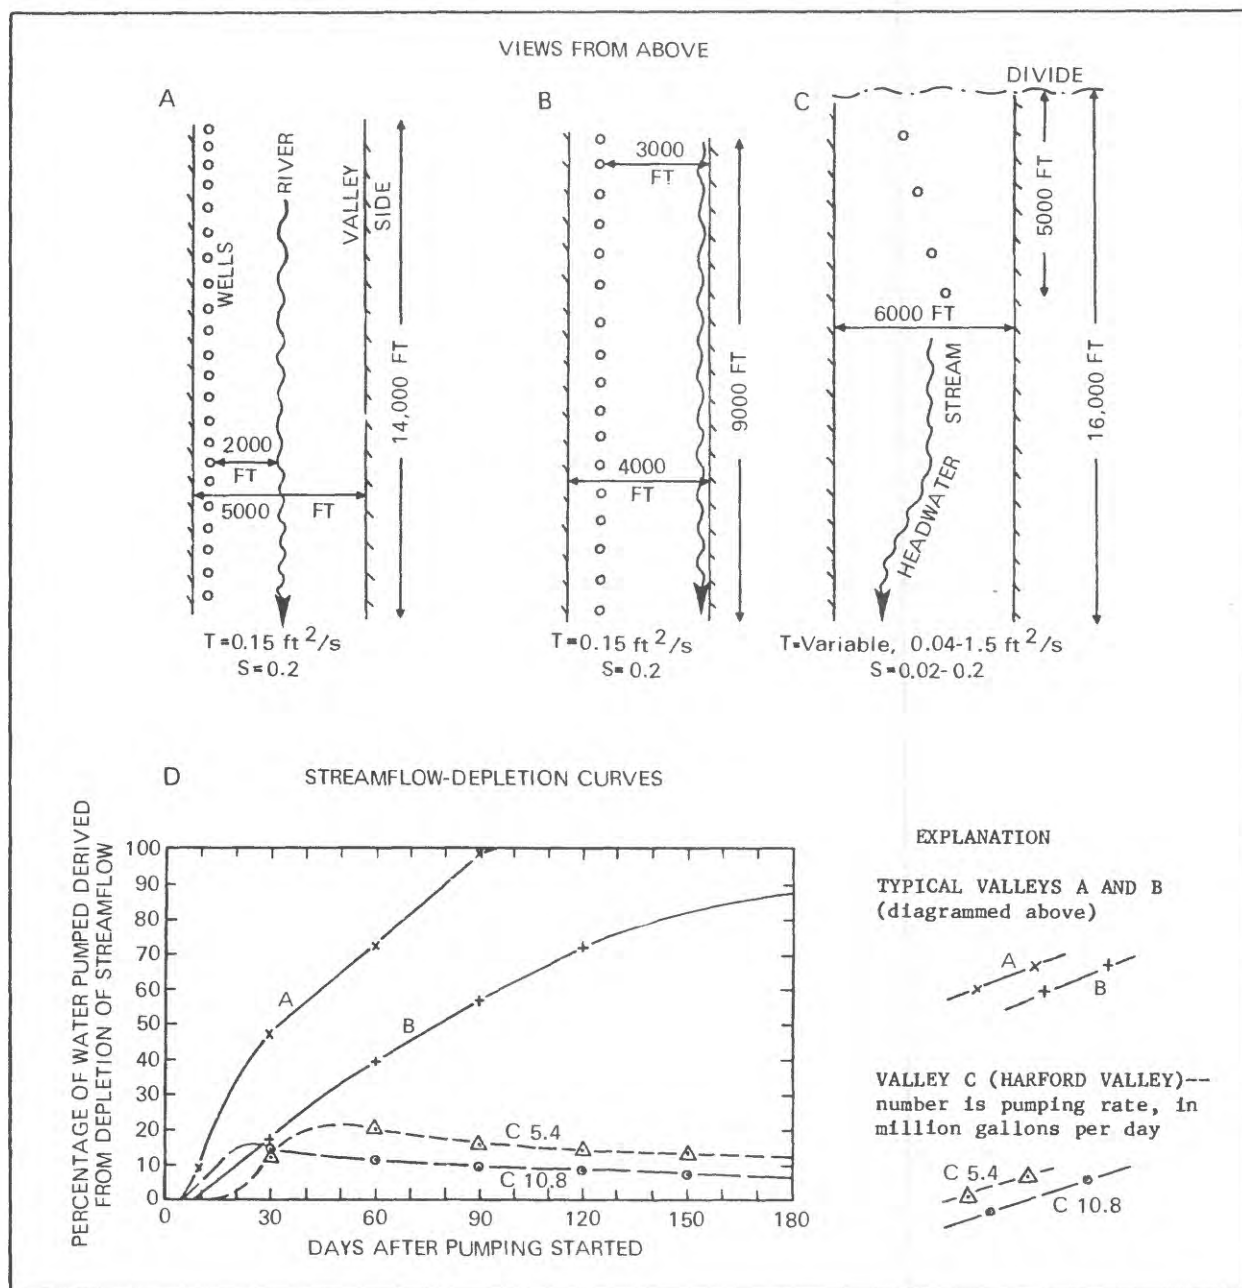 VIEWS FROM ABOVE
A
B
C
DIVIDE
RIVER
VALLEY
SIDE
WELLS
2000
FT
5000 FT
14,000 FT
T=0.15 ft²/s
S=0.2
3000
FT
4000
FT
9000 FT
T=0.15 ft²/s
S=0.2
5000 FT
6000 FT
HEADWATER STREAM
16,000 FT
T=Variable, 0.04-1.5 ft²/s
S=0.02-0.2
D STREAMFLOW-DEPLETION CURVES
PERCENTAGE OF WATER PUMPED DERIVED
FROM DEPLETION OF STREAMFLOW
100
90
80
70
60
50
40
30
20
10
0
A
B
C 5.4
C 10.8
0 30 60 90 120 150 180
DAYS AFTER PUMPING STARTED
EXPLANATION
TYPICAL VALLEYS A AND B
(diagrammed above)
A
B
VALLEY C (HARFORD VALLEY)--
number is pumping rate, in
million gallons per day
C 5.4
C 10.8